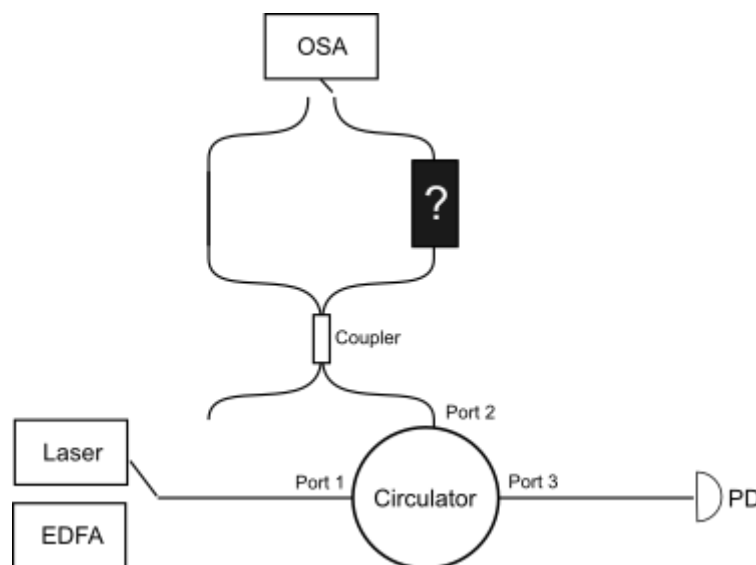 OSA
?
Coupler
Port 2
Laser
Port 1
Circulator
Port 3
PD
EDFA